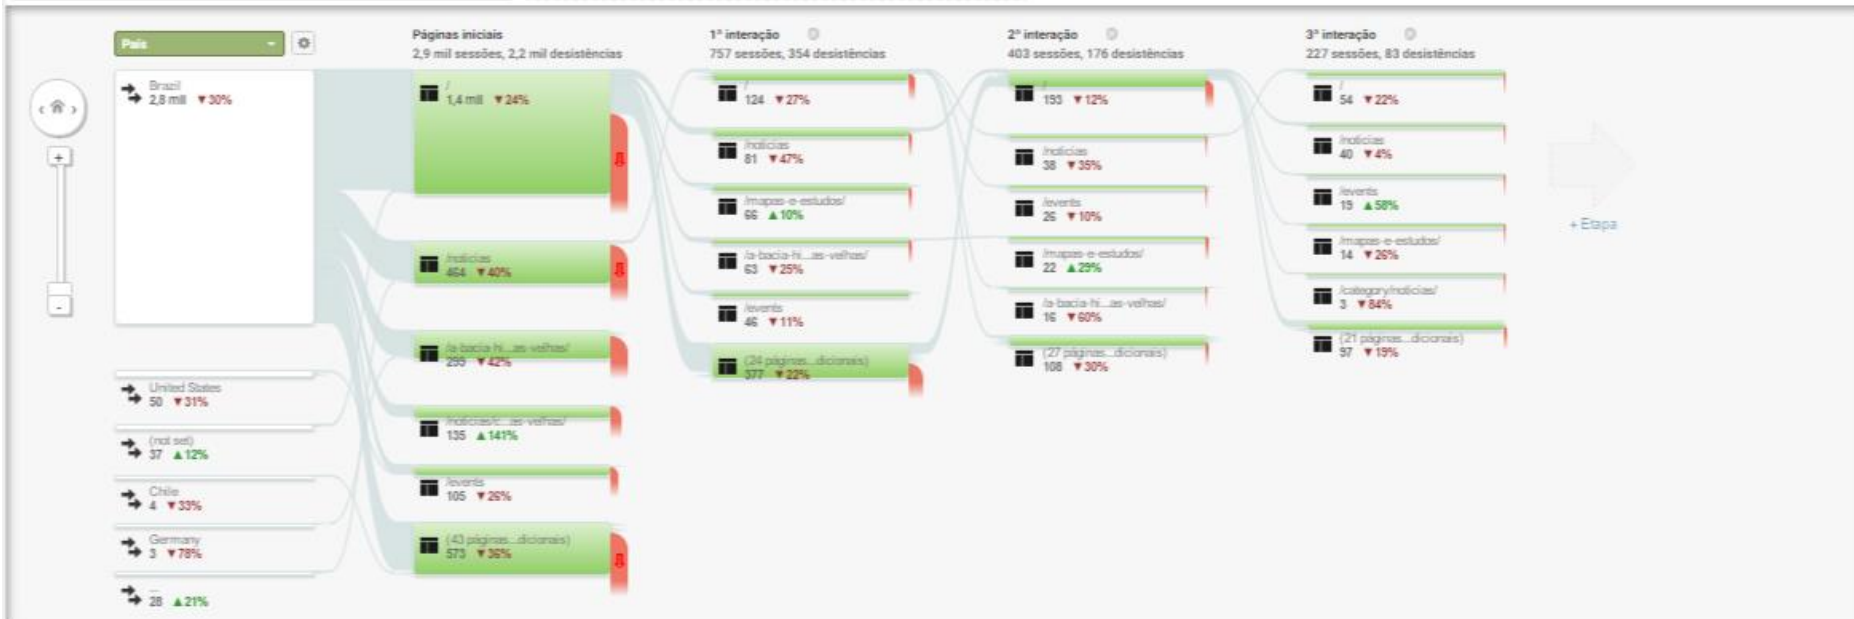 País
Brazil
2,8 mil ▼30%
United States
50 ▼31%
(not set)
37 ▲12%
Chile
4 ▼33%
Germany
3 ▼78%
...
28 ▲21%
Páginas iniciais
2,9 mil sessões, 2,2 mil desistências
/
1,4 mil ▼24%
/noticias
464 ▼40%
/a-bacia-hi...as-velhas/
299 ▼42%
/noticias/c...as-velhas/
135 ▲141%
/events
105 ▼26%
(43 páginas...dicionais)
573 ▼36%
1ª interação
757 sessões, 354 desistências
/
124 ▼27%
/noticias
81 ▼47%
/mapas-e-estudos/
66 ▲10%
/a-bacia-hi...as-velhas/
63 ▼25%
/events
46 ▼11%
(24 páginas...dicionais)
377 ▼22%
2ª interação
403 sessões, 176 desistências
/
193 ▼12%
/noticias
38 ▼35%
/events
26 ▼10%
/mapas-e-estudos/
22 ▲29%
/a-bacia-hi...as-velhas/
16 ▼60%
(27 páginas...dicionais)
108 ▼30%
3ª interação
227 sessões, 83 desistências
/
54 ▼22%
/noticias
40 ▼4%
/events
19 ▲58%
/mapas-e-estudos/
14 ▼26%
/category/noticias/
3 ▼84%
(21 páginas...dicionais)
97 ▼19%
+ Etapa